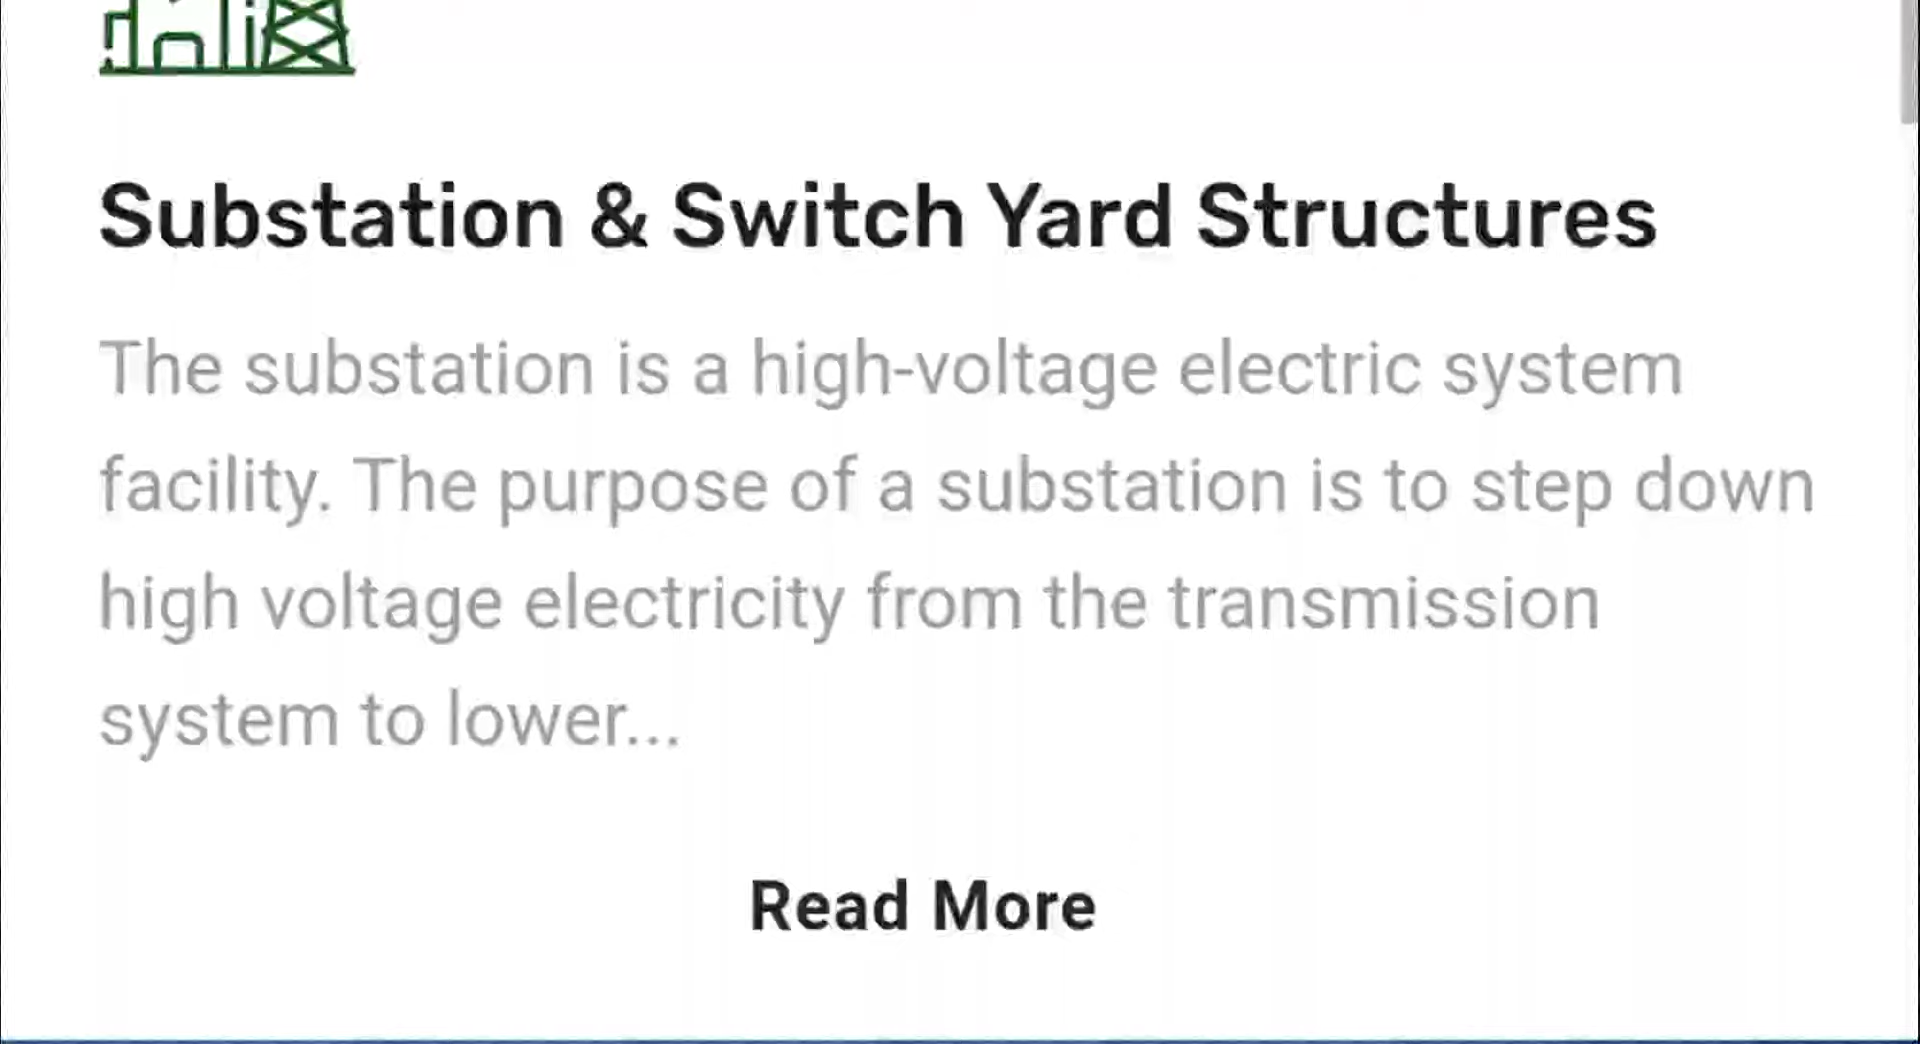 Substation & Switch Yard Structures
The substation is a high-voltage electric system
facility. The purpose of a substation is to step down
high voltage electricity from the transmission
system to lower...
Read More